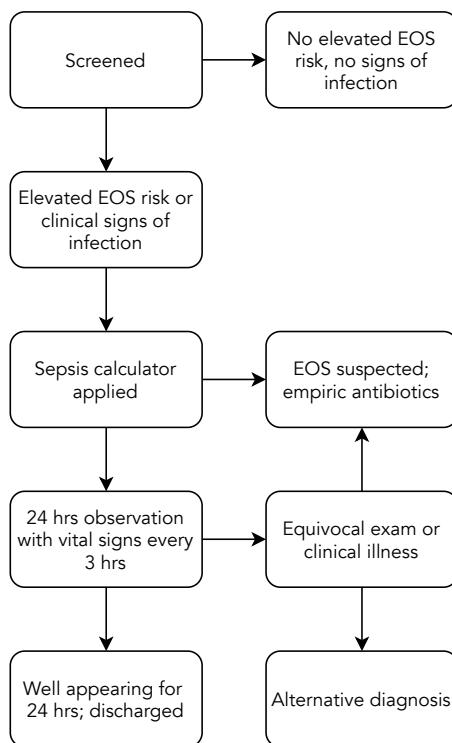 Screened
No elevated EOS
risk, no signs of
infection
Elevated EOS risk or
clinical signs of
infection
Sepsis calculator
applied
EOS suspected;
empiric antibiotics
24 hrs observation
with vital signs every
3 hrs
Equivocal exam or
clinical illness
Well appearing for
24 hrs; discharged
Alternative diagnosis